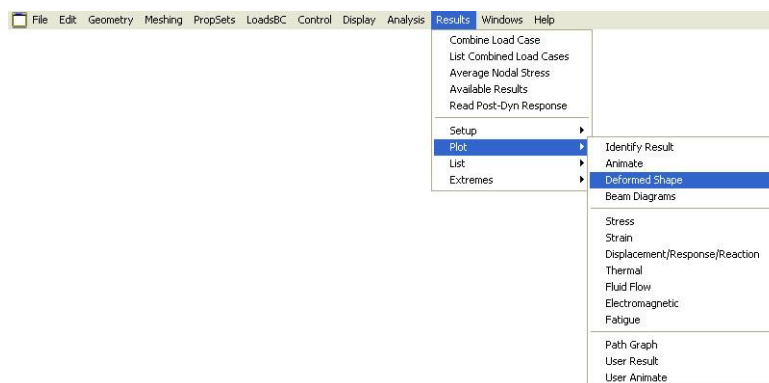 File Edit Geometry Meshing PropSets LoadsBC Control Display Analysis Results Windows Help
Combine Load Case
List Combined Load Cases
Average Nodal Stress
Available Results
Read Post-Dyn Response
Setup
Plot
List
Extremes
Identify Result
Animate
Deformed Shape
Beam Diagrams
Stress
Strain
Displacement/Response/Reaction
Thermal
Fluid Flow
Electromagnetic
Fatigue
Path Graph
User Result
User Animate